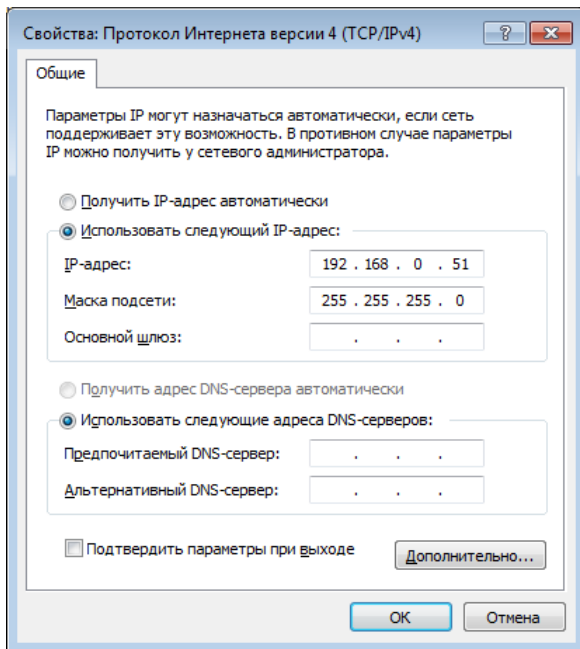 Свойства: Протокол Интернета версии 4 (TCP/IPv4)
Общие
Параметры IP могут назначаться автоматически, если сеть
поддерживает эту возможность. В противном случае параметры
IP можно получить у сетевого администратора.
Получить IP-адрес автоматически
Использовать следующий IP-адрес:
IP-адрес: 192 . 168 . 0 . 51
Маска подсети: 255 . 255 . 255 . 0
Основной шлюз: . . .
Получить адрес DNS-сервера автоматически
Использовать следующие адреса DNS-серверов:
Предпочитаемый DNS-сервер: . . .
Альтернативный DNS-сервер: . . .
Подтвердить параметры при выходе
Дополнительно...
ОК Отмена